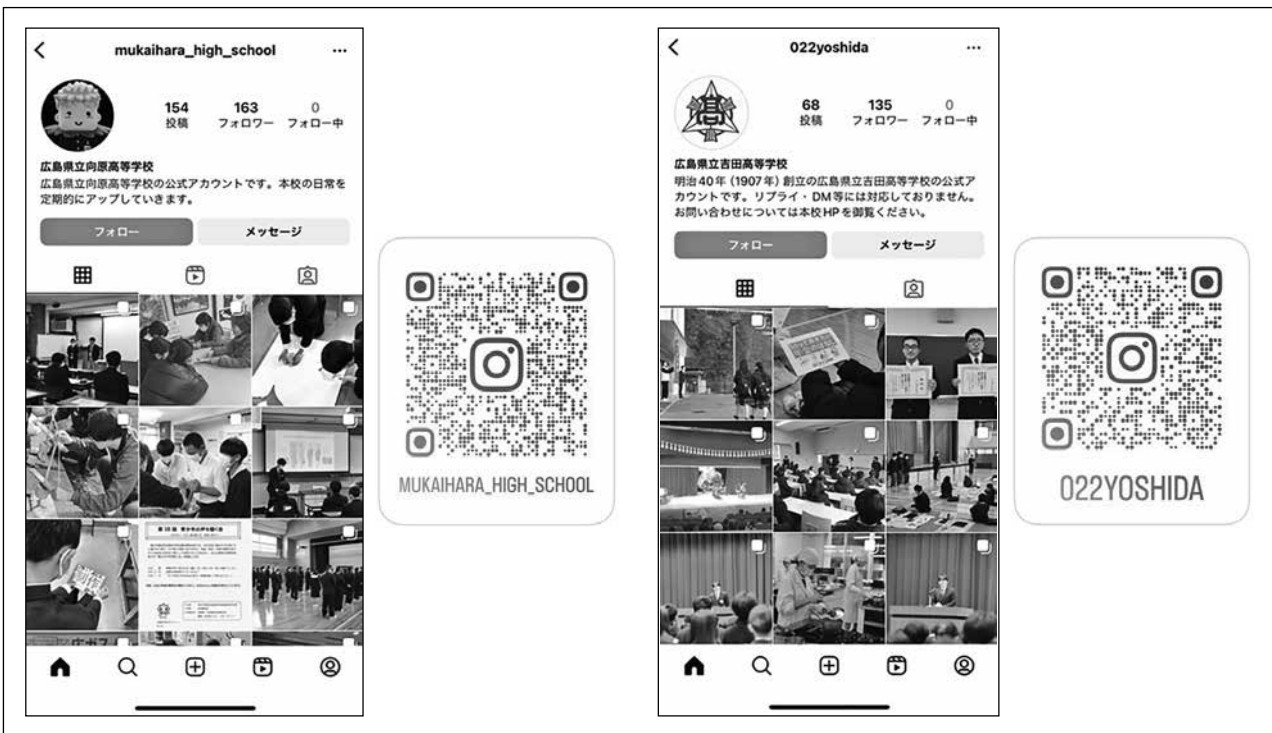 mukaihara_high_school
154 163 0
投稿 フォロワー フォロー中
広島県立向原高等学校
広島県立向原高等学校の公式アカウントです。本校の日常を
定期的にアップしていきます。
フォロー メッセージ
MUKAIHARA_HIGH_SCHOOL
022yoshida
高
68 135 0
投稿 フォロワー フォロー中
広島県立吉田高等学校
明治40年(1907年)創立の広島県立吉田高等学校の公式ア
カウントです。リプライ・DM等には対応しておりません。
お問い合わせについては本校HPを御覧ください。
フォロー メッセージ
022YOSHIDA